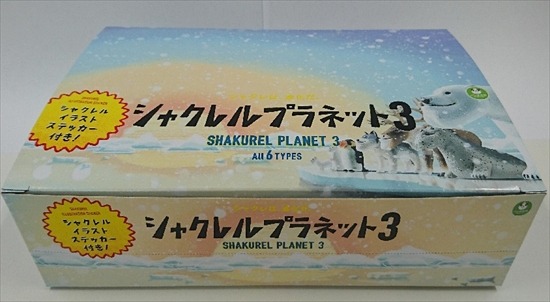 シャクレル
イラスト
ステッカー
付き!
シャクレルプラネット3
SHAKUREL PLANET 3
All 6 TYPES
シャクレル
イラスト
ステッカー
付き!
シャクレルプラネット3
SHAKUREL PLANET 3